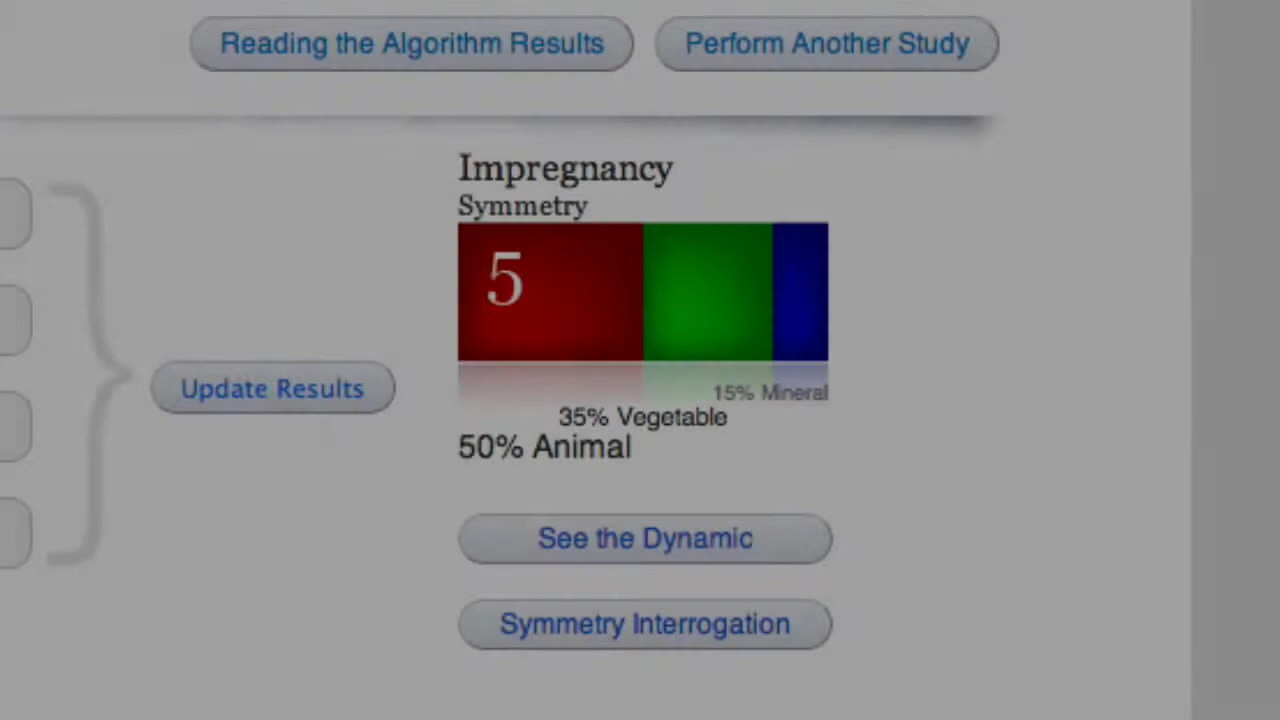 Reading the Algorithm Results
Perform Another Study
Impregnancy
Symmetry
5
15% Mineral
35% Vegetable
50% Animal
Update Results
See the Dynamic
Symmetry Interrogation